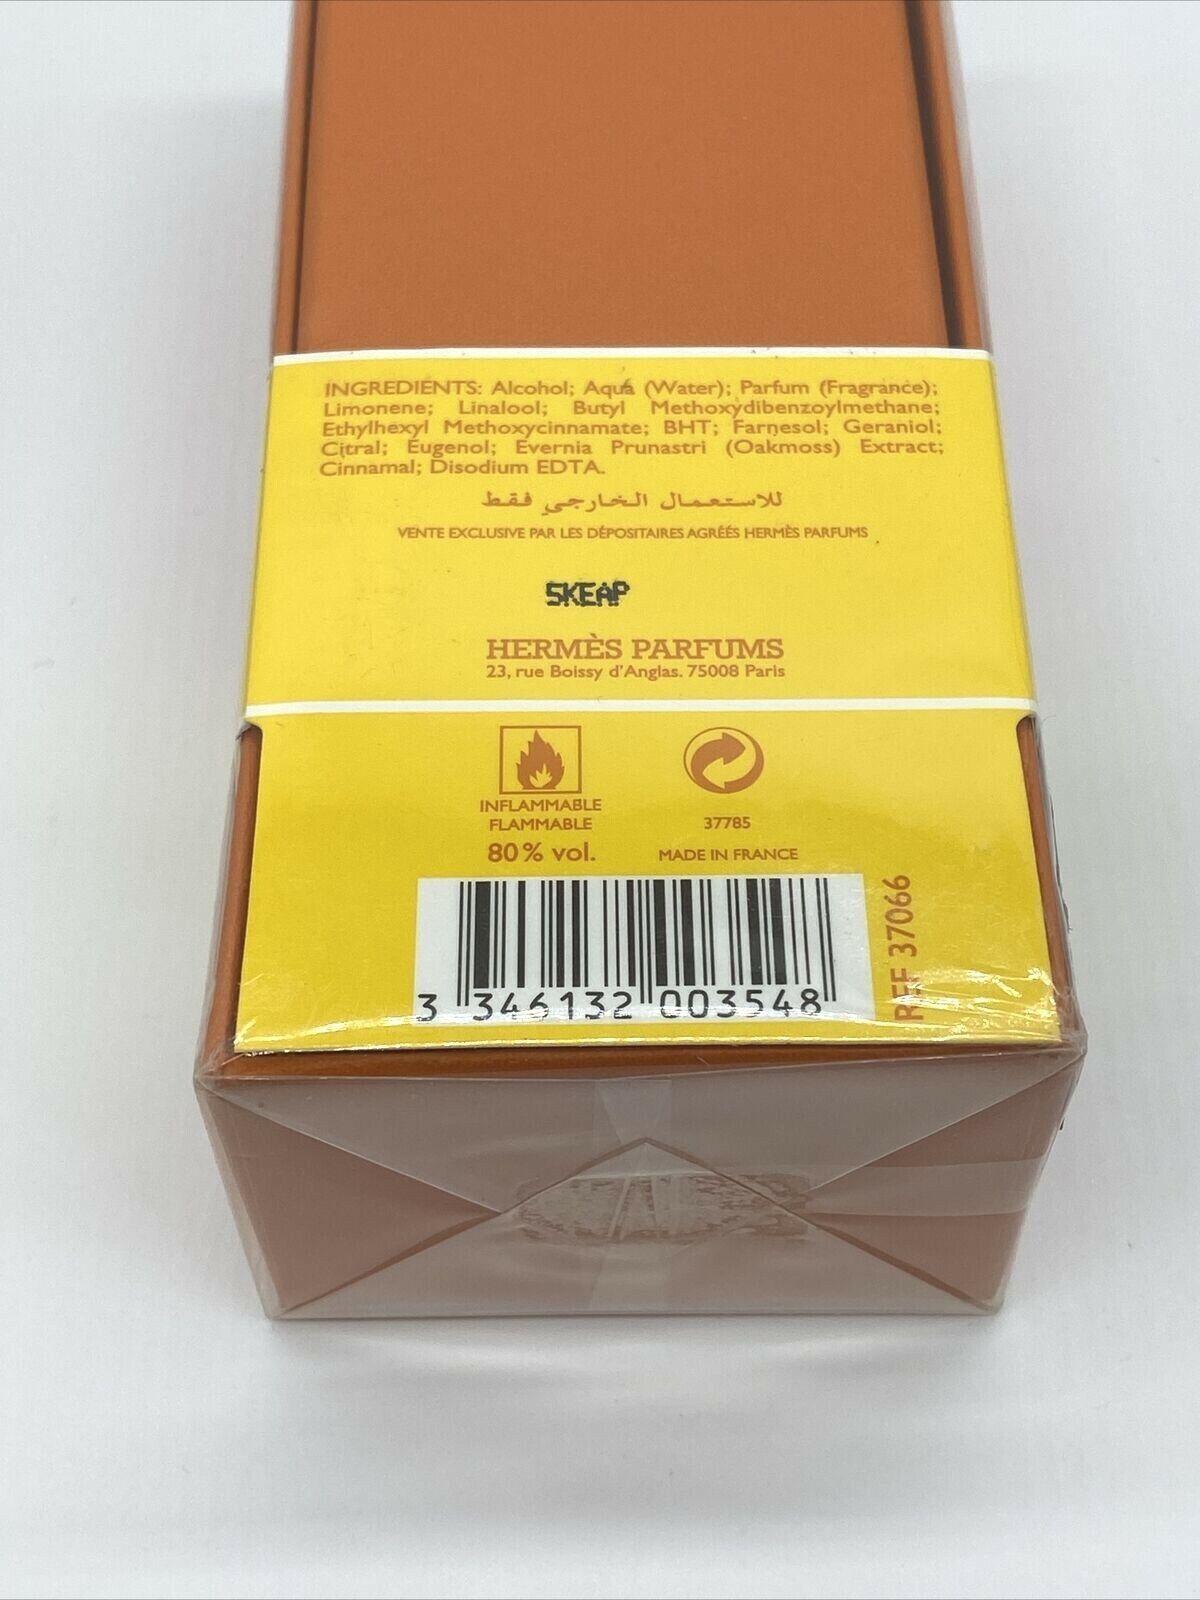 INGREDIENTS: Alcohol; Aqua (Water); Parfum (Fragrance);
Limonene; Linalool; Butyl Methoxydibenzoylmethane;
Ethylhexyl Methoxycinnamate; BHT; Farnesol; Geraniol;
Citral; Eugenol; Evernia Prunastri (Oakmoss) Extract;
Cinnamal; Disodium EDTA.
للاستعمال الخارجي فقط
VENTE EXCLUSIVE PAR LES DÉPOSITAIRES AGRÉÉS HERMÈS PARFUMS
5KEAP
HERMÈS PARFUMS
23, rue Boissy d'Anglas. 75008 Paris
INFLAMMABLE
FLAMMABLE
37785
80% vol.
MADE IN FRANCE
REF 37066
3 346132 003548